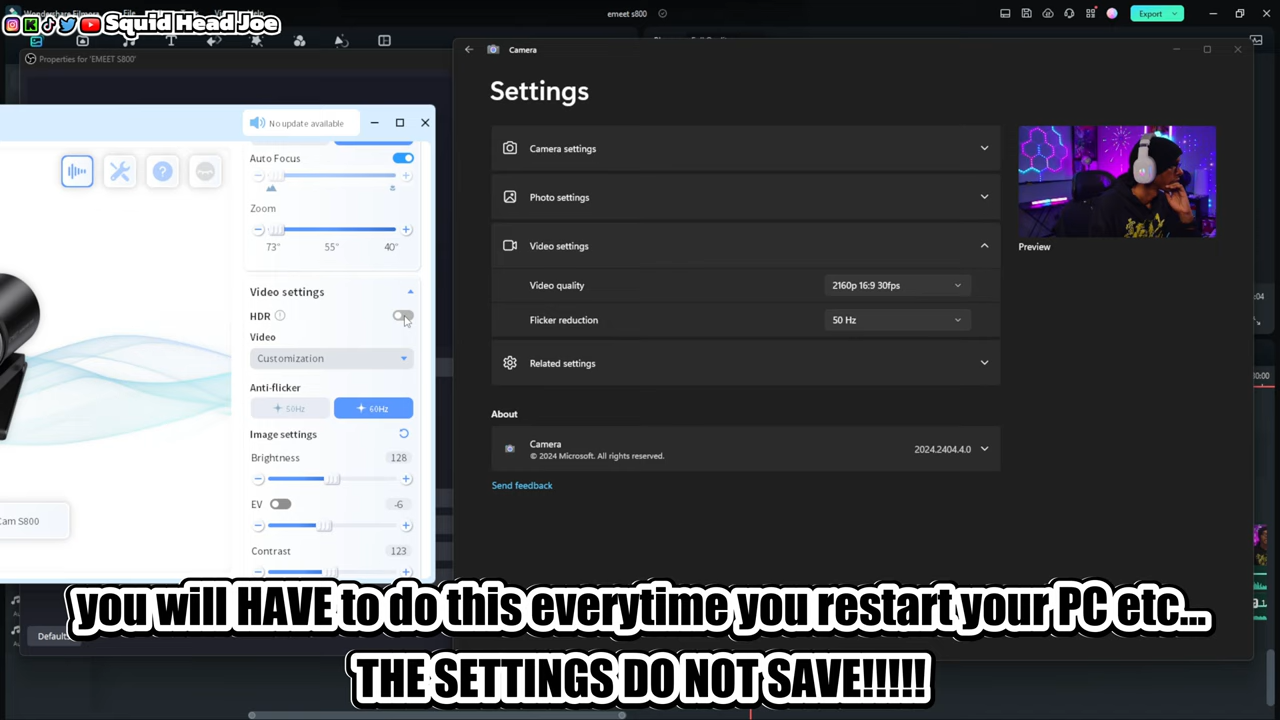 Squid Head Joe
emeet s800
Export
Properties for 'EMEET S800'
No update available
Auto Focus
Zoom
73° 55° 40°
Video settings
HDR
Video
Customization
Anti-flicker
50Hz 60Hz
Image settings
Brightness 128
EV -6
Contrast 123
Cam S800
Camera
Settings
Camera settings
Photo settings
Video settings
Video quality 2160p 16:9 30fps
Flicker reduction 50 Hz
Related settings
About
Camera 2024.2404.4.0
© 2024 Microsoft. All rights reserved.
Send feedback
Preview
Default
you will HAVE to do this everytime you restart your PC etc...
THE SETTINGS DO NOT SAVE!!!!!